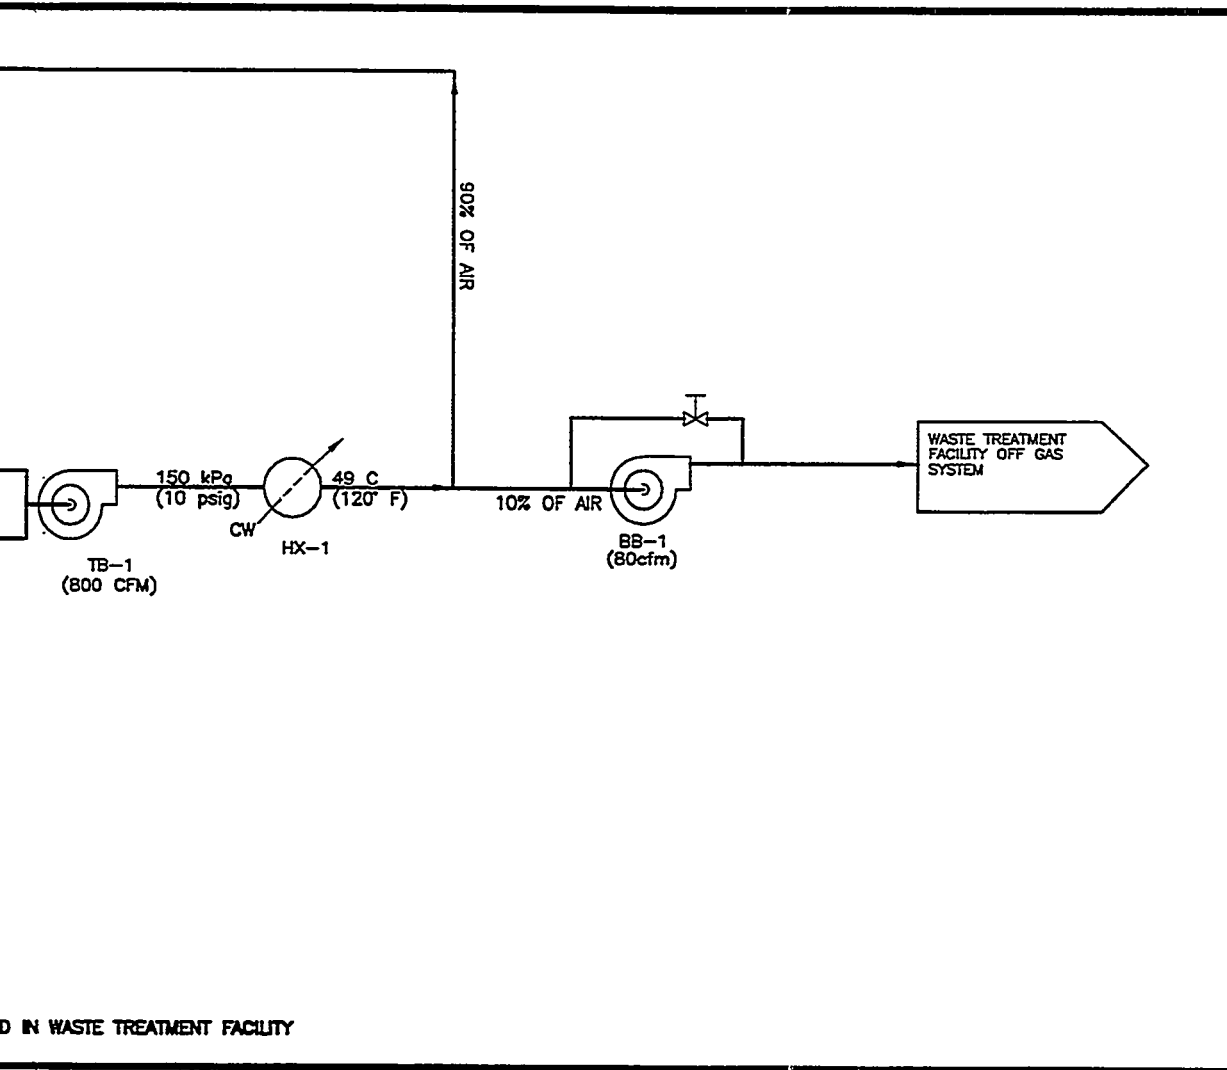 90% OF AIR
WASTE TREATMENT
FACILITY OFF GAS
SYSTEM
150 kPa
(10 psig)
49 C
(120° F)
CW
HX-1
10% OF AIR
TB-1
(800 CFM)
BB-1
(80cfm)
D IN WASTE TREATMENT FACILITY